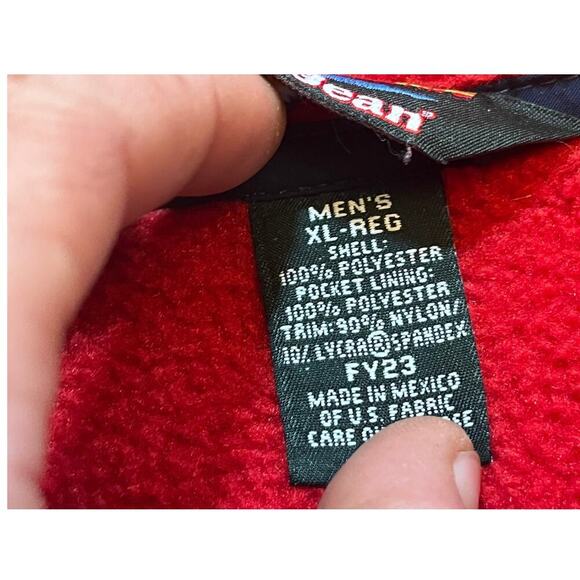 Bean
MEN'S
XL-REG
SHELL:
100% POLYESTER
POCKET LINING:
100% POLYESTER
TRIM: 90% NYLON/
10% LYCRA® SPANDEX
FY23
MADE IN MEXICO
OF U.S. FABRIC
CARE